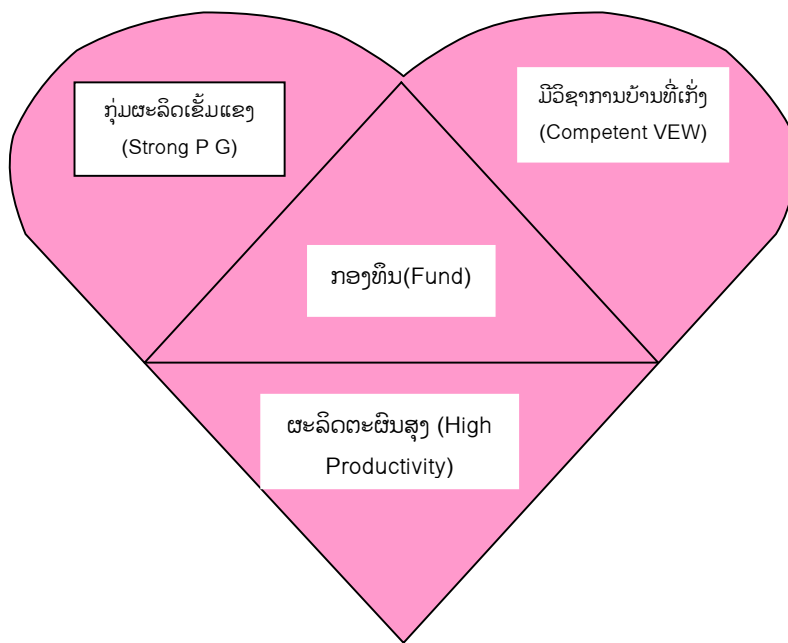 ກຸ່ມຜະລິດເຂັ້ມແຂງ
(Strong P G)
ມີວິຊາການບ້ານທີ່ເກັ່ງ
(Competent VEW)
ກອງທຶນ(Fund)
ຜະລິດຕະຜົນສຸງ (High
Productivity)